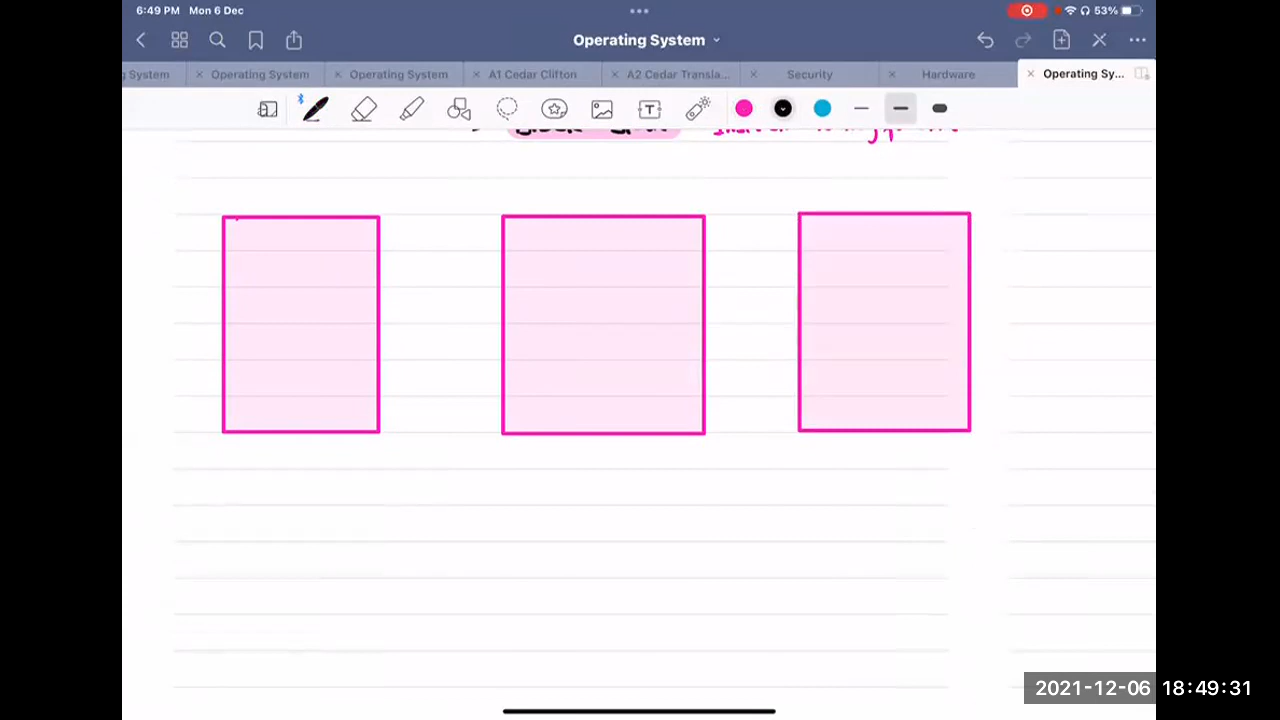 6:49 PM Mon 6 Dec
53%
Operating System
g System
Operating System
Operating System
A1 Cedar Clifton
A2 Cedar Transla...
Security
Hardware
Operating Sy...
2021-12-06 18:49:31